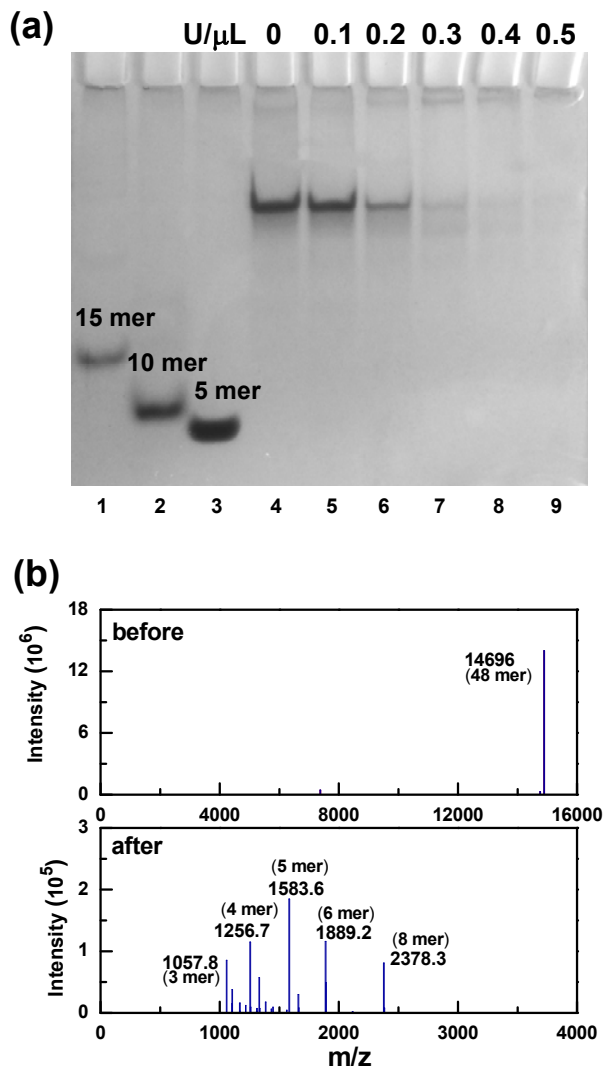 (a)
U/μL 0 0.1 0.2 0.3 0.4 0.5
15 mer
10 mer
5 mer
1 2 3 4 5 6 7 8 9
(b)
Intensity (10⁶)
18
12
6
0
before
14696
(48 mer)
0 4000 8000 12000 16000
Intensity (10⁵)
3
2
1
0
after
(5 mer)
1583.6
(4 mer)
1256.7
(6 mer)
1889.2
(8 mer)
2378.3
1057.8
(3 mer)
0 1000 2000 3000 4000
m/z